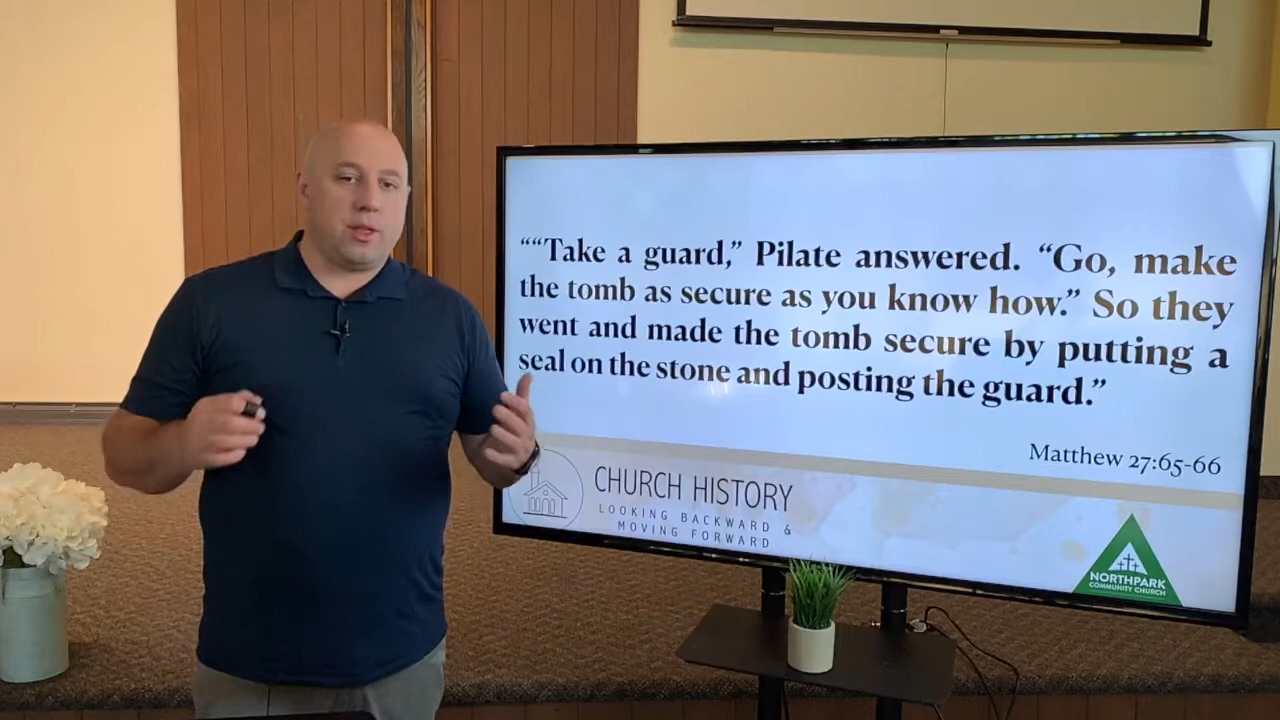 ““Take a guard,” Pilate answered. “Go, make
the tomb as secure as you know how.” So they
went and made the tomb secure by putting a
seal on the stone and posting the guard.”
Matthew 27:65-66
CHURCH HISTORY
LOOKING BACKWARD &
MOVING FORWARD
NORTHPARK
COMMUNITY CHURCH